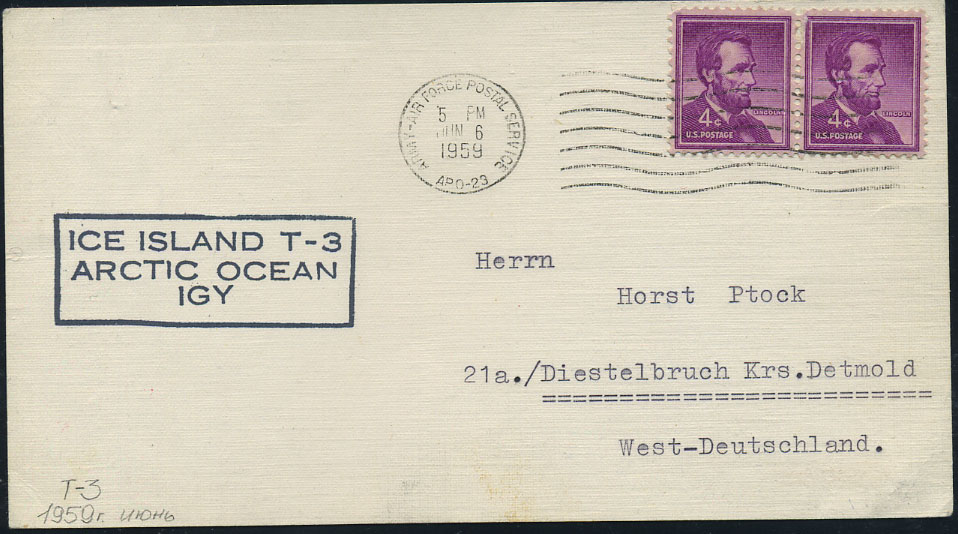 ARMY-AIR FORCE POSTAL SERVICE
5 PM
JUN 6
1959
APO-23
LINCOLN
4¢
U.S. POSTAGE
LINCOLN
4¢
U.S. POSTAGE
ICE ISLAND T-3
ARCTIC OCEAN
IGY
Herrn
Horst Ptock
21a./Diestelbruch Krs.Detmold
West-Deutschland.
T-3
1959г. июнь